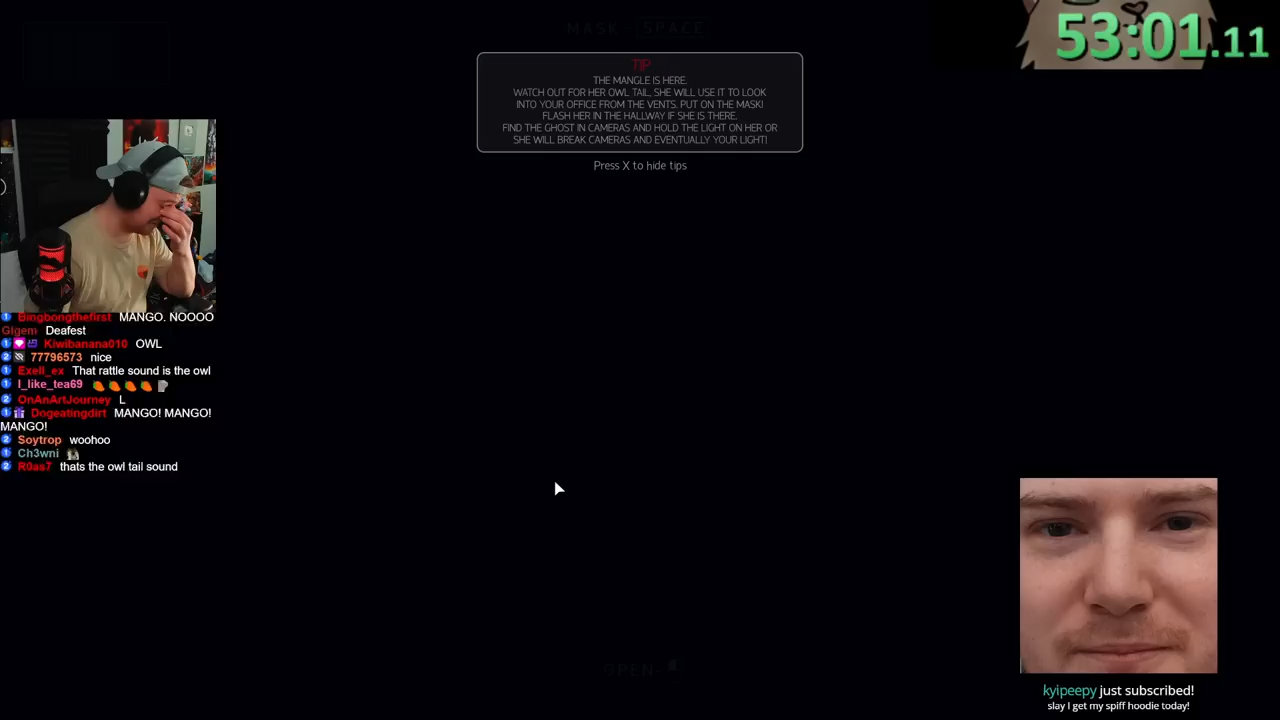 MASK- SPACE
53:01.11
TIP
THE MANGLE IS HERE.
WATCH OUT FOR HER OWL TAIL, SHE WILL USE IT TO LOOK
INTO YOUR OFFICE FROM THE VENTS. PUT ON THE MASK!
FLASH HER IN THE HALLWAY IF SHE IS THERE.
FIND THE GHOST IN CAMERAS AND HOLD THE LIGHT ON HER OR
SHE WILL BREAK CAMERAS AND EVENTUALLY YOUR LIGHT!
Press X to hide tips
Bingbongthefirst MANGO. NOOOO
Gigem Deafest
Kiwibanana010 OWL
77796573 nice
Exell_ex That rattle sound is the owl
I_like_tea69
OnAnArtJourney L
Dogeatingdirt MANGO! MANGO!
MANGO!
Soytrop woohoo
Ch3wni
R0as7 thats the owl tail sound
OPEN-
kyipeepy just subscribed!
slay I get my spiff hoodie today!